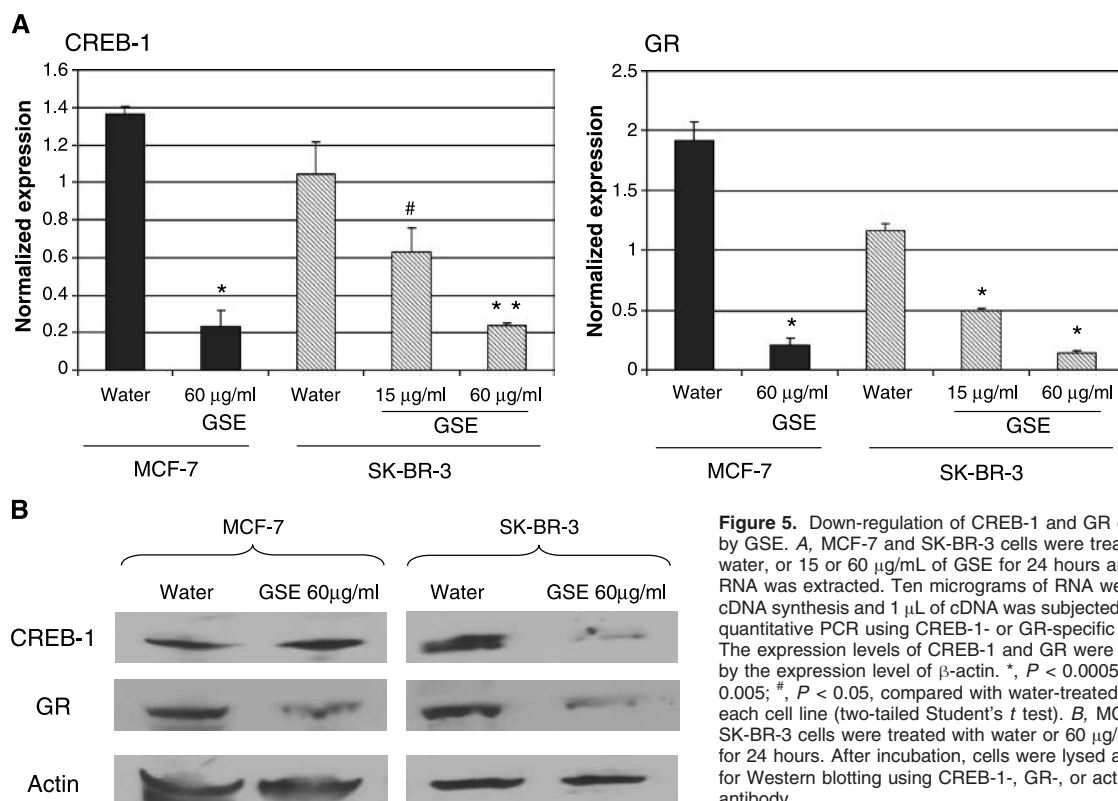 A
CREB-1
Normalized expression
1.6
1.4
1.2
1
0.8
0.6
0.4
0.2
0
*
#
* *
Water
60 µg/ml
Water
15 µg/ml
60 µg/ml
GSE
GSE
MCF-7
SK-BR-3
GR
Normalized expression
2.5
2
1.5
1
0.5
0
*
*
*
Water
60 µg/ml
Water
15 µg/ml
60 µg/ml
GSE
GSE
MCF-7
SK-BR-3
B
MCF-7
SK-BR-3
Water
GSE 60µg/ml
Water
GSE 60µg/ml
CREB-1
GR
Actin
Figure 5. Down-regulation of CREB-1 and GR
by GSE. A, MCF-7 and SK-BR-3 cells were trea
water, or 15 or 60 µg/mL of GSE for 24 hours a
RNA was extracted. Ten micrograms of RNA we
cDNA synthesis and 1 µL of cDNA was subjected
quantitative PCR using CREB-1- or GR-specific
The expression levels of CREB-1 and GR were
by the expression level of β-actin. *, P < 0.0005
0.005; #, P < 0.05, compared with water-treated
each cell line (two-tailed Student's t test). B, MC
SK-BR-3 cells were treated with water or 60 µg/
for 24 hours. After incubation, cells were lysed a
for Western blotting using CREB-1-, GR-, or act
antibody.